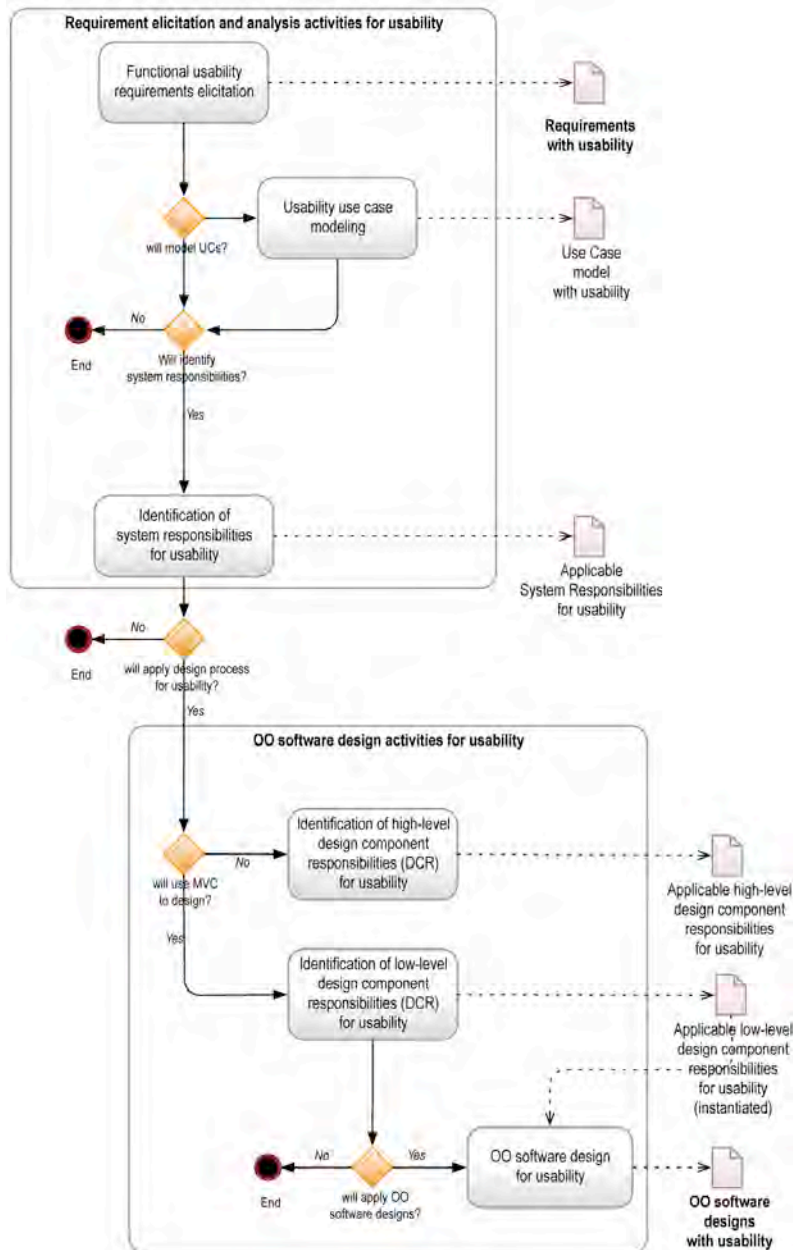 Requirement elicitation and analysis activities for usability
Functional usability
requirements elicitation
Requirements
with usability
will model UCs?
Usability use case
modeling
Use Case
model
with usability
No
End
Will identify
system responsibilities?
Yes
Identification of
system responsibilities
for usability
Applicable
System Responsibilities
for usability
No
End
will apply design process
for usability?
Yes
OO software design activities for usability
Identification of high-level
design component
responsibilities (DCR)
for usability
No
will use MVC
to design?
Applicable high-level
design component
responsibilities
for usability
Yes
Identification of low-level
design component
responsibilities (DCR)
for usability
Applicable low-level
design component
responsibilities
for usability
(instantiated)
No
Yes
End
will apply OO
software designs?
OO software design
for usability
OO software
designs
with usability